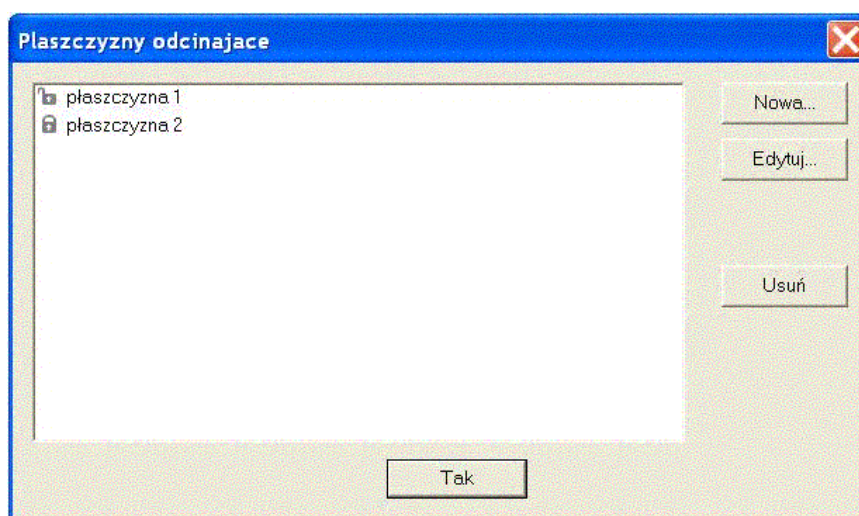 Plaszczyzny odcinajace
płaszczyzna 1
płaszczyzna 2
Nowa...
Edytuj...
Usuń
Tak